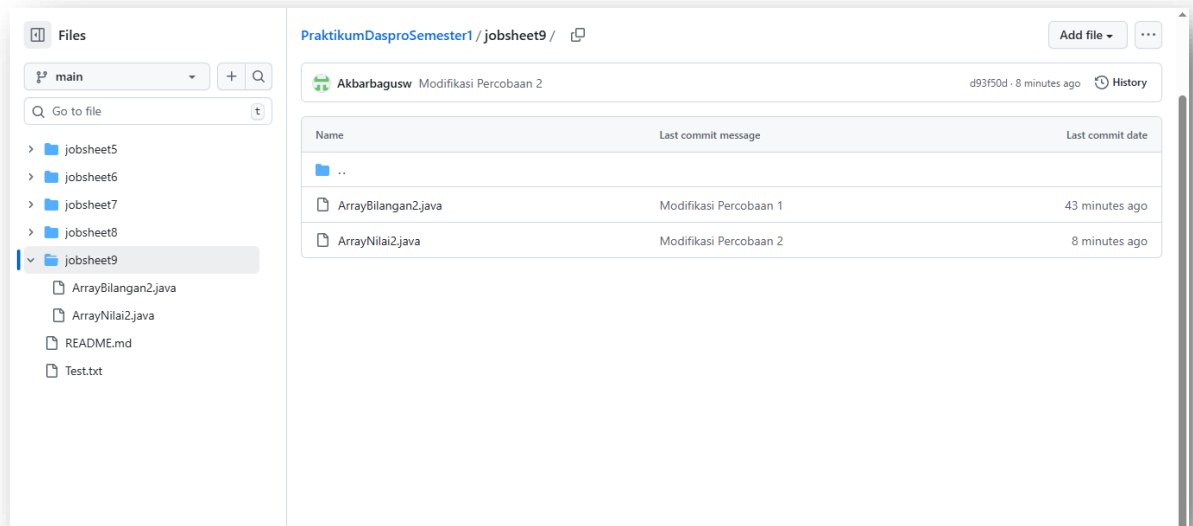 Files
main
Go to file
t
jobsheet5
jobsheet6
jobsheet7
jobsheet8
jobsheet9
ArrayBilangan2.java
ArrayNilai2.java
README.md
Test.txt
PraktikumDasproSemester1 / jobsheet9 /
Add file
Akbarbagusw Modifikasi Percobaan 2 d93f50d · 8 minutes ago History
Name Last commit message Last commit date
..
ArrayBilangan2.java Modifikasi Percobaan 1 43 minutes ago
ArrayNilai2.java Modifikasi Percobaan 2 8 minutes ago